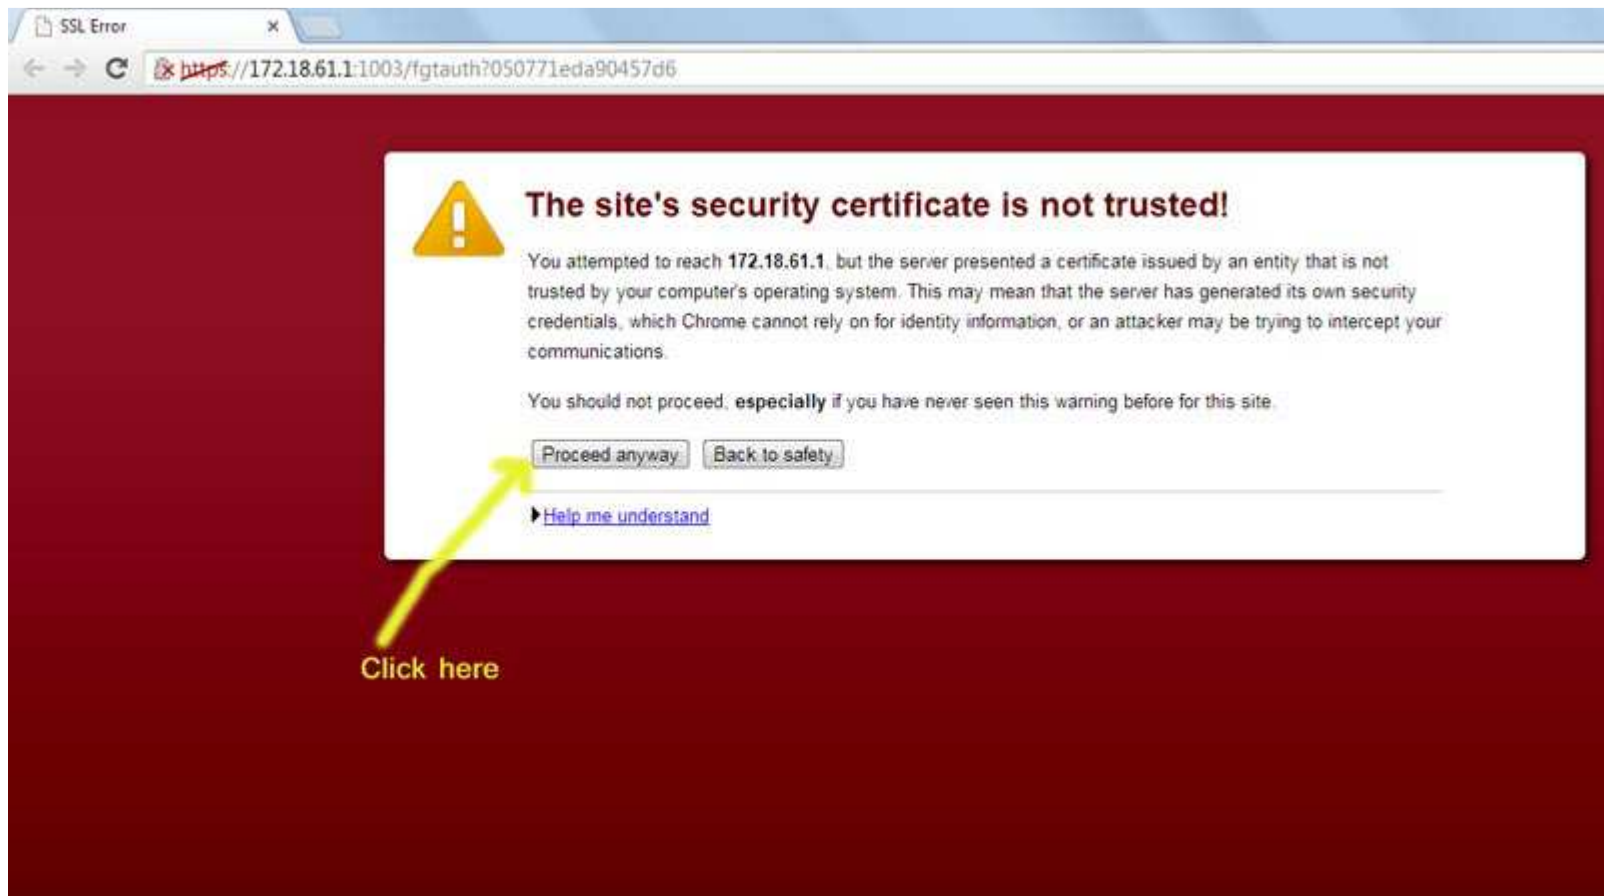 SSL Error
https://172.18.61.1:1003/fgtauth?050771eda90457d6
The site's security certificate is not trusted!
You attempted to reach 172.18.61.1, but the server presented a certificate issued by an entity that is not
trusted by your computer's operating system. This may mean that the server has generated its own security
credentials, which Chrome cannot rely on for identity information, or an attacker may be trying to intercept your
communications.
You should not proceed, especially if you have never seen this warning before for this site.
Proceed anyway Back to safety
Help me understand
Click here